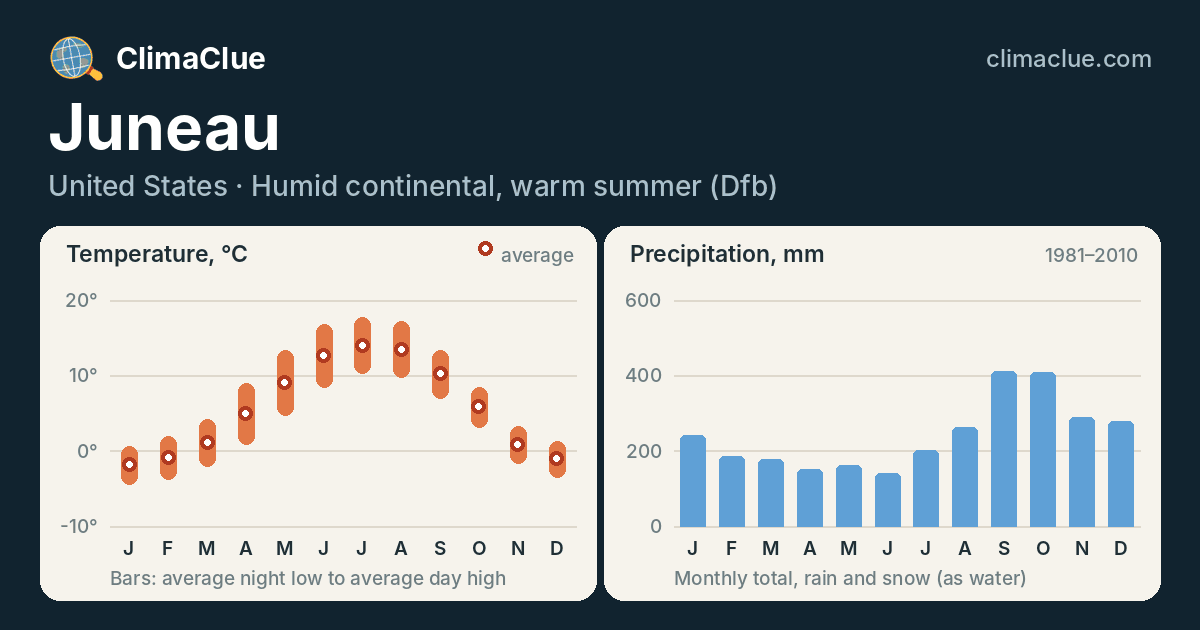 ClimaClue
climaclue.com
Juneau
United States · Humid continental, warm summer (Dfb)
Temperature, °C
average
20°
10°
0°
-10°
J F M A M J J A S O N D
Bars: average night low to average day high
Precipitation, mm
1981–2010
600
400
200
0
J F M A M J J A S O N D
Monthly total, rain and snow (as water)